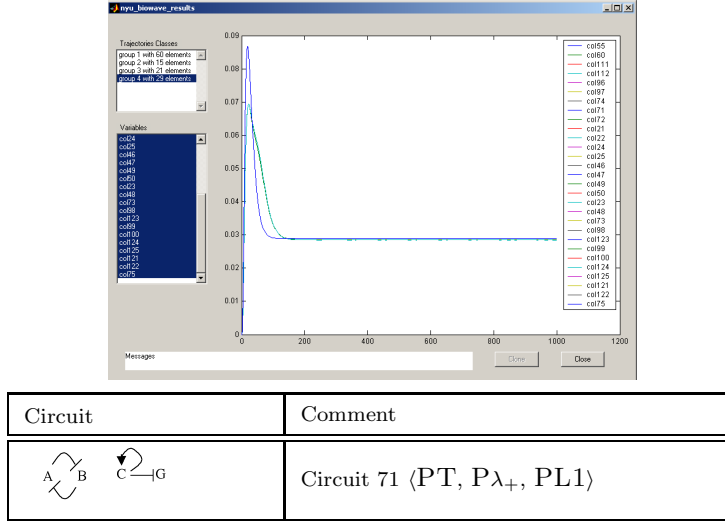 nyu_biowave_results
Trajectories Classes
group 1 with 60 elements
group 2 with 15 elements
group 3 with 21 elements
group 4 with 29 elements
Variables
col24
col25
col46
col47
col49
col50
col23
col48
col73
col98
col123
col99
col100
col124
col125
col121
col122
col75
0.09
0.08
0.07
0.06
0.05
0.04
0.03
0.02
0.01
0
0 200 400 600 800 1000 1200
col55
col60
col111
col112
col96
col97
col74
col71
col72
col21
col22
col24
col25
col46
col47
col49
col50
col23
col48
col73
col98
col123
col99
col100
col124
col125
col121
col122
col75
Messages
Clone
Close
Circuit
Comment
A B C G
Circuit 71 ⟨PT, Pλ₊, PL1⟩